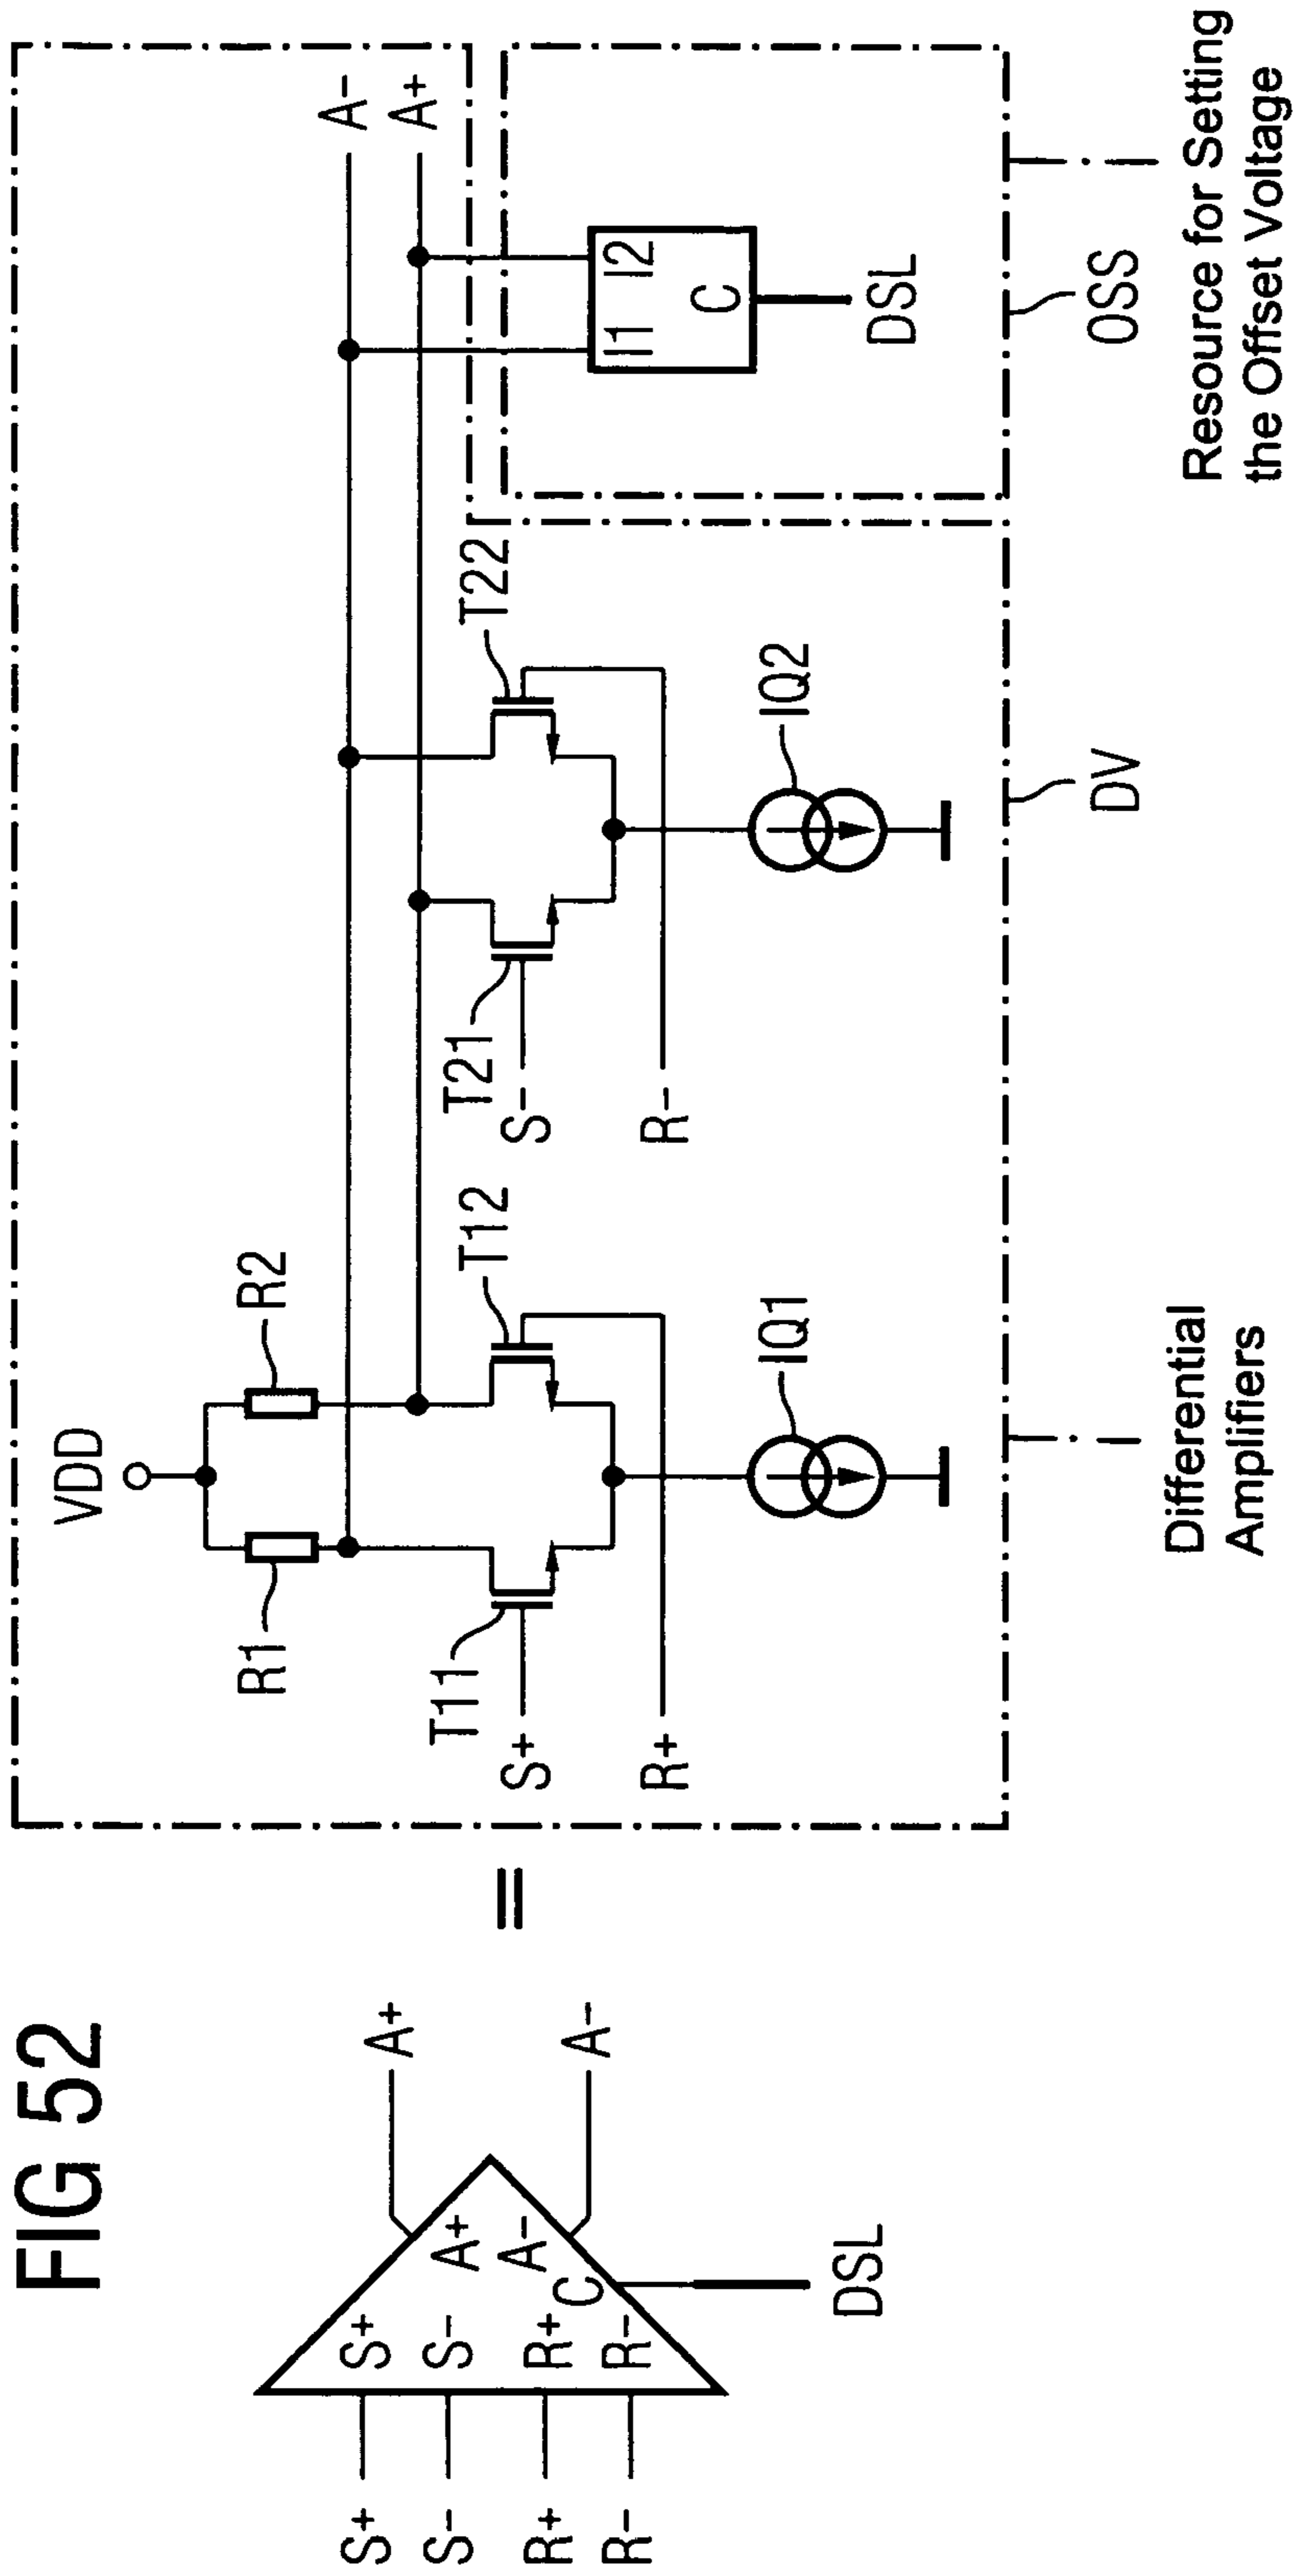 FIG 52
S+
S-
R+
R-
S+
S-
R+
R-
A+
A-
C
A+
A-
DSL
=
VDD
R1
R2
A-
A+
T11
T12
S+
R+
IQ1
T21
T22
S-
R-
IQ2
I1
I2
C
DSL
DV
OSS
Differential
Amplifiers
Resource for Setting
the Offset Voltage